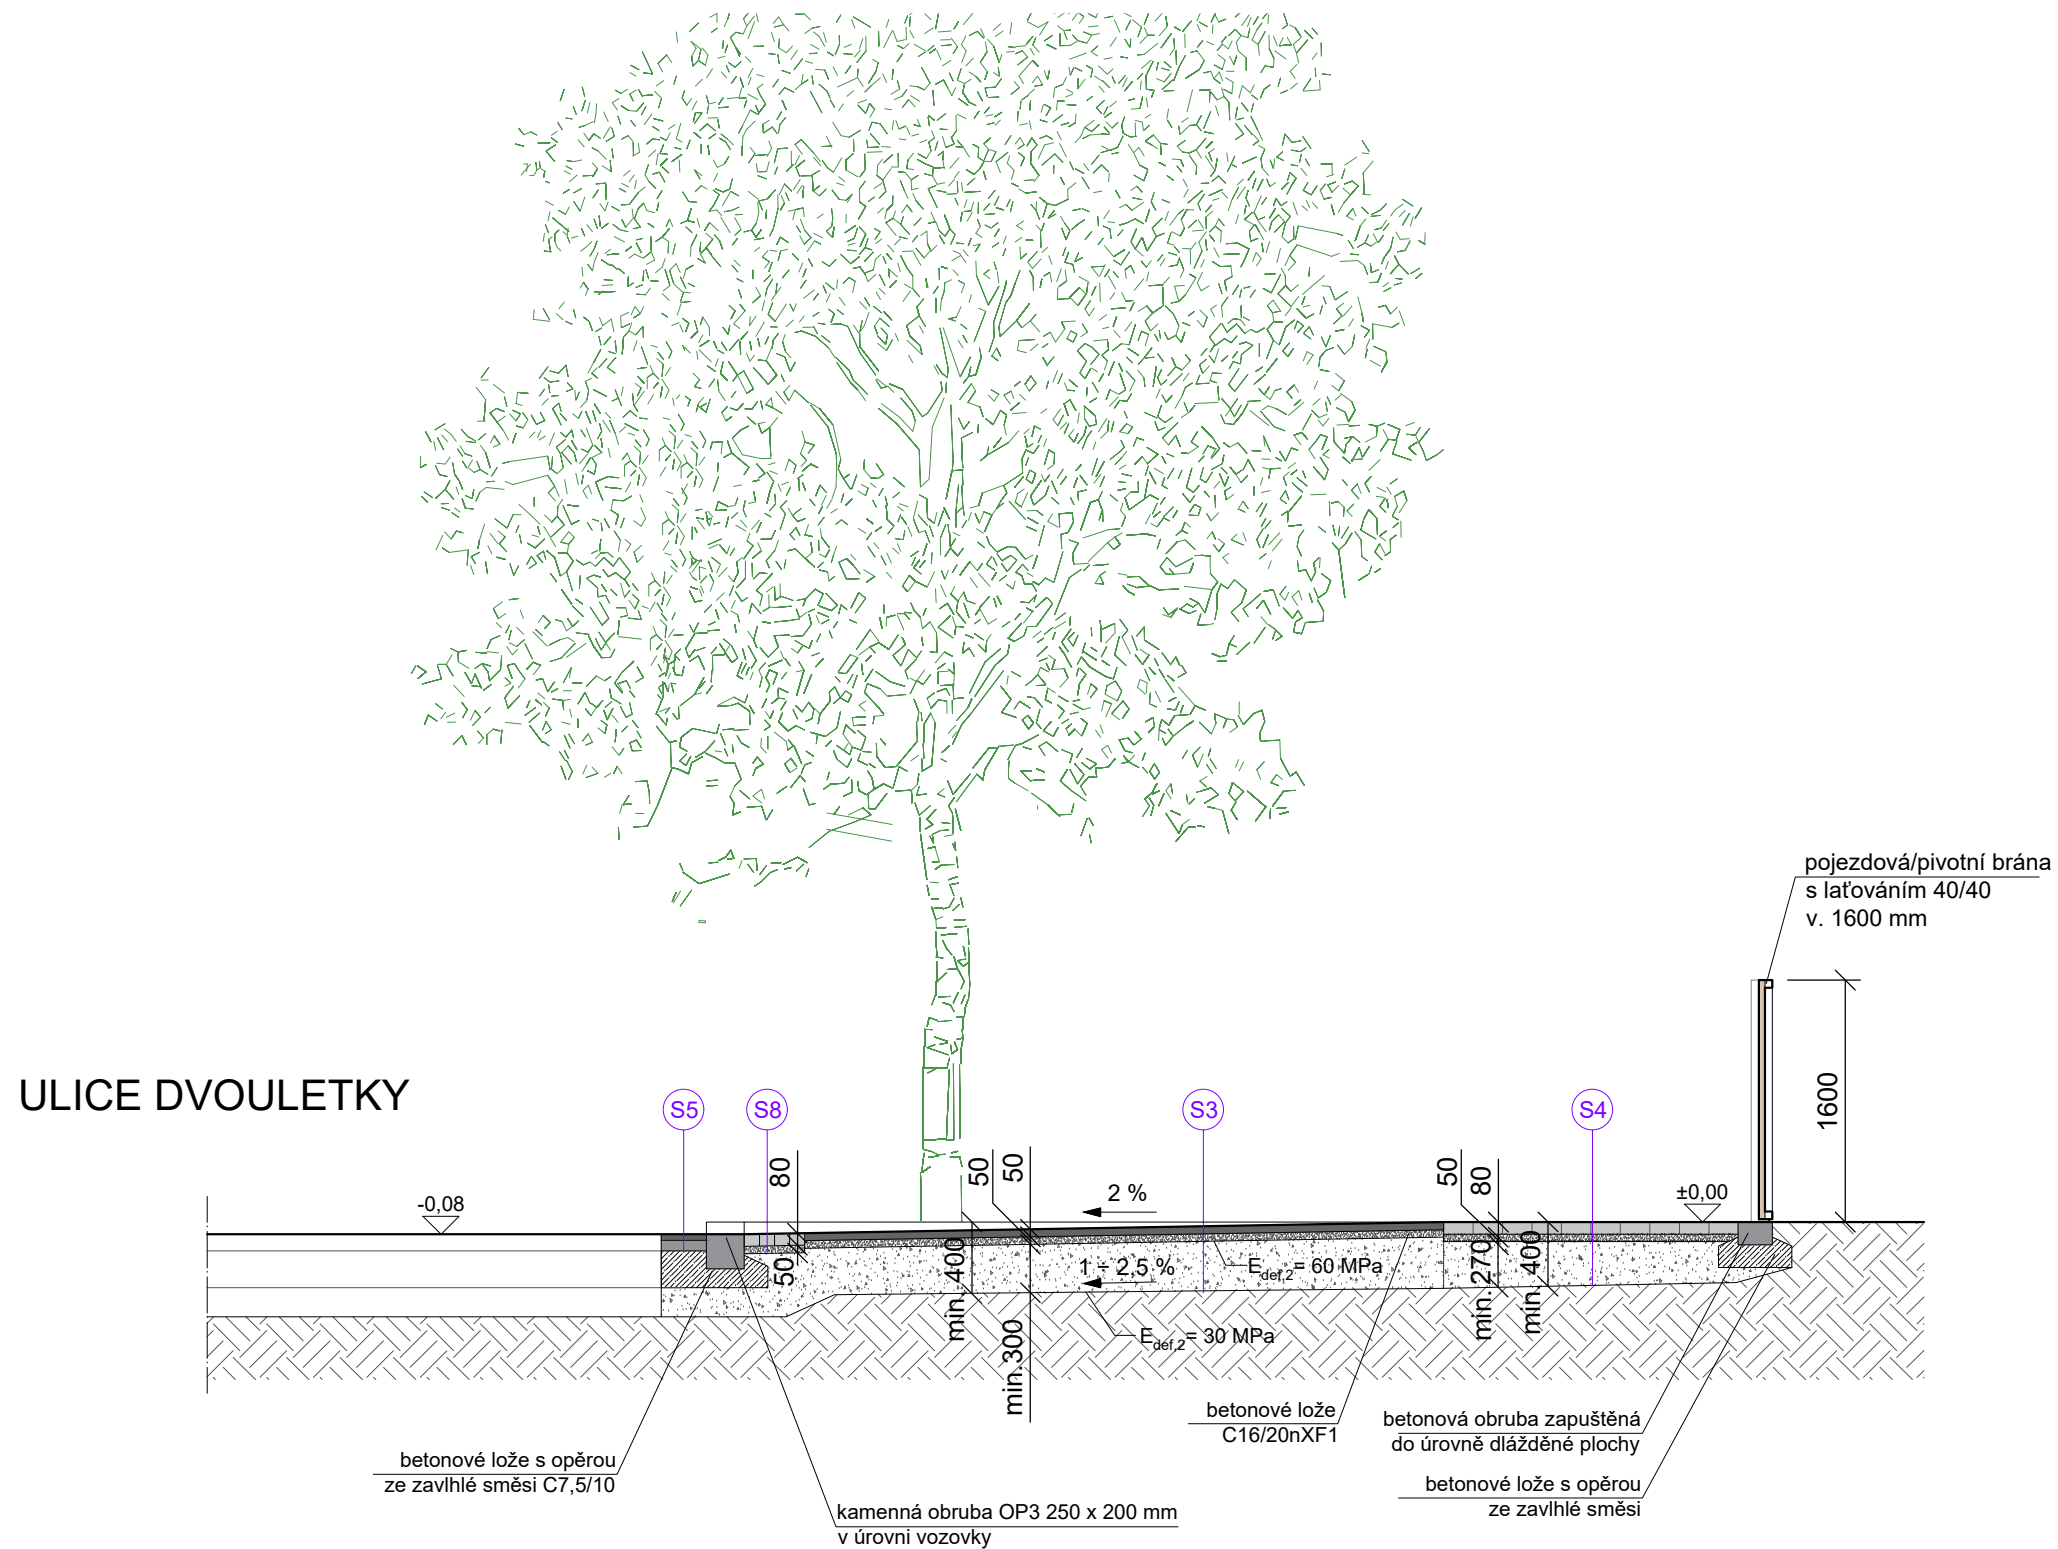 pojezdová/pivotní brána
s laťováním 40/40
v. 1600 mm
1600
ULICE DVOULETKY
S5
S8
S3
S4
80
50
50
50
80
2 %
-0,08
±0,00
50
min.400
1 ÷ 2,5 %
Edef,2= 60 MPa
min.270
min.400
min.300
Edef,2= 30 MPa
betonové lože
C16/20nXF1
betonová obruba zapuštěná
do úrovně dlážděné plochy
betonové lože s opěrou
ze zavlhlé směsi C7,5/10
betonové lože s opěrou
ze zavlhlé směsi
kamenná obruba OP3 250 x 200 mm
v úrovni vozovky